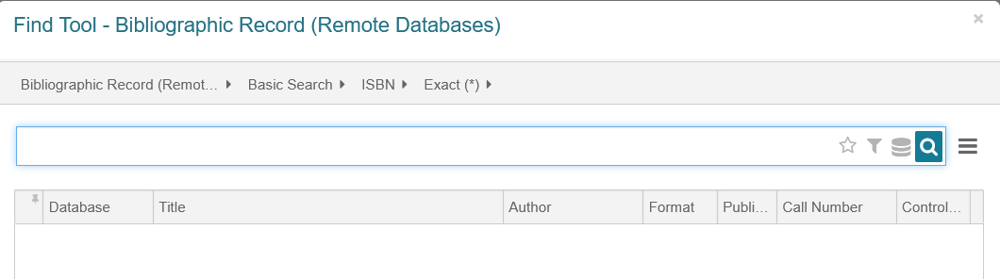 Find Tool - Bibliographic Record (Remote Databases)
Bibliographic Record (Remot... Basic Search ISBN Exact (*)
Database Title Author Format Publi... Call Number Control...